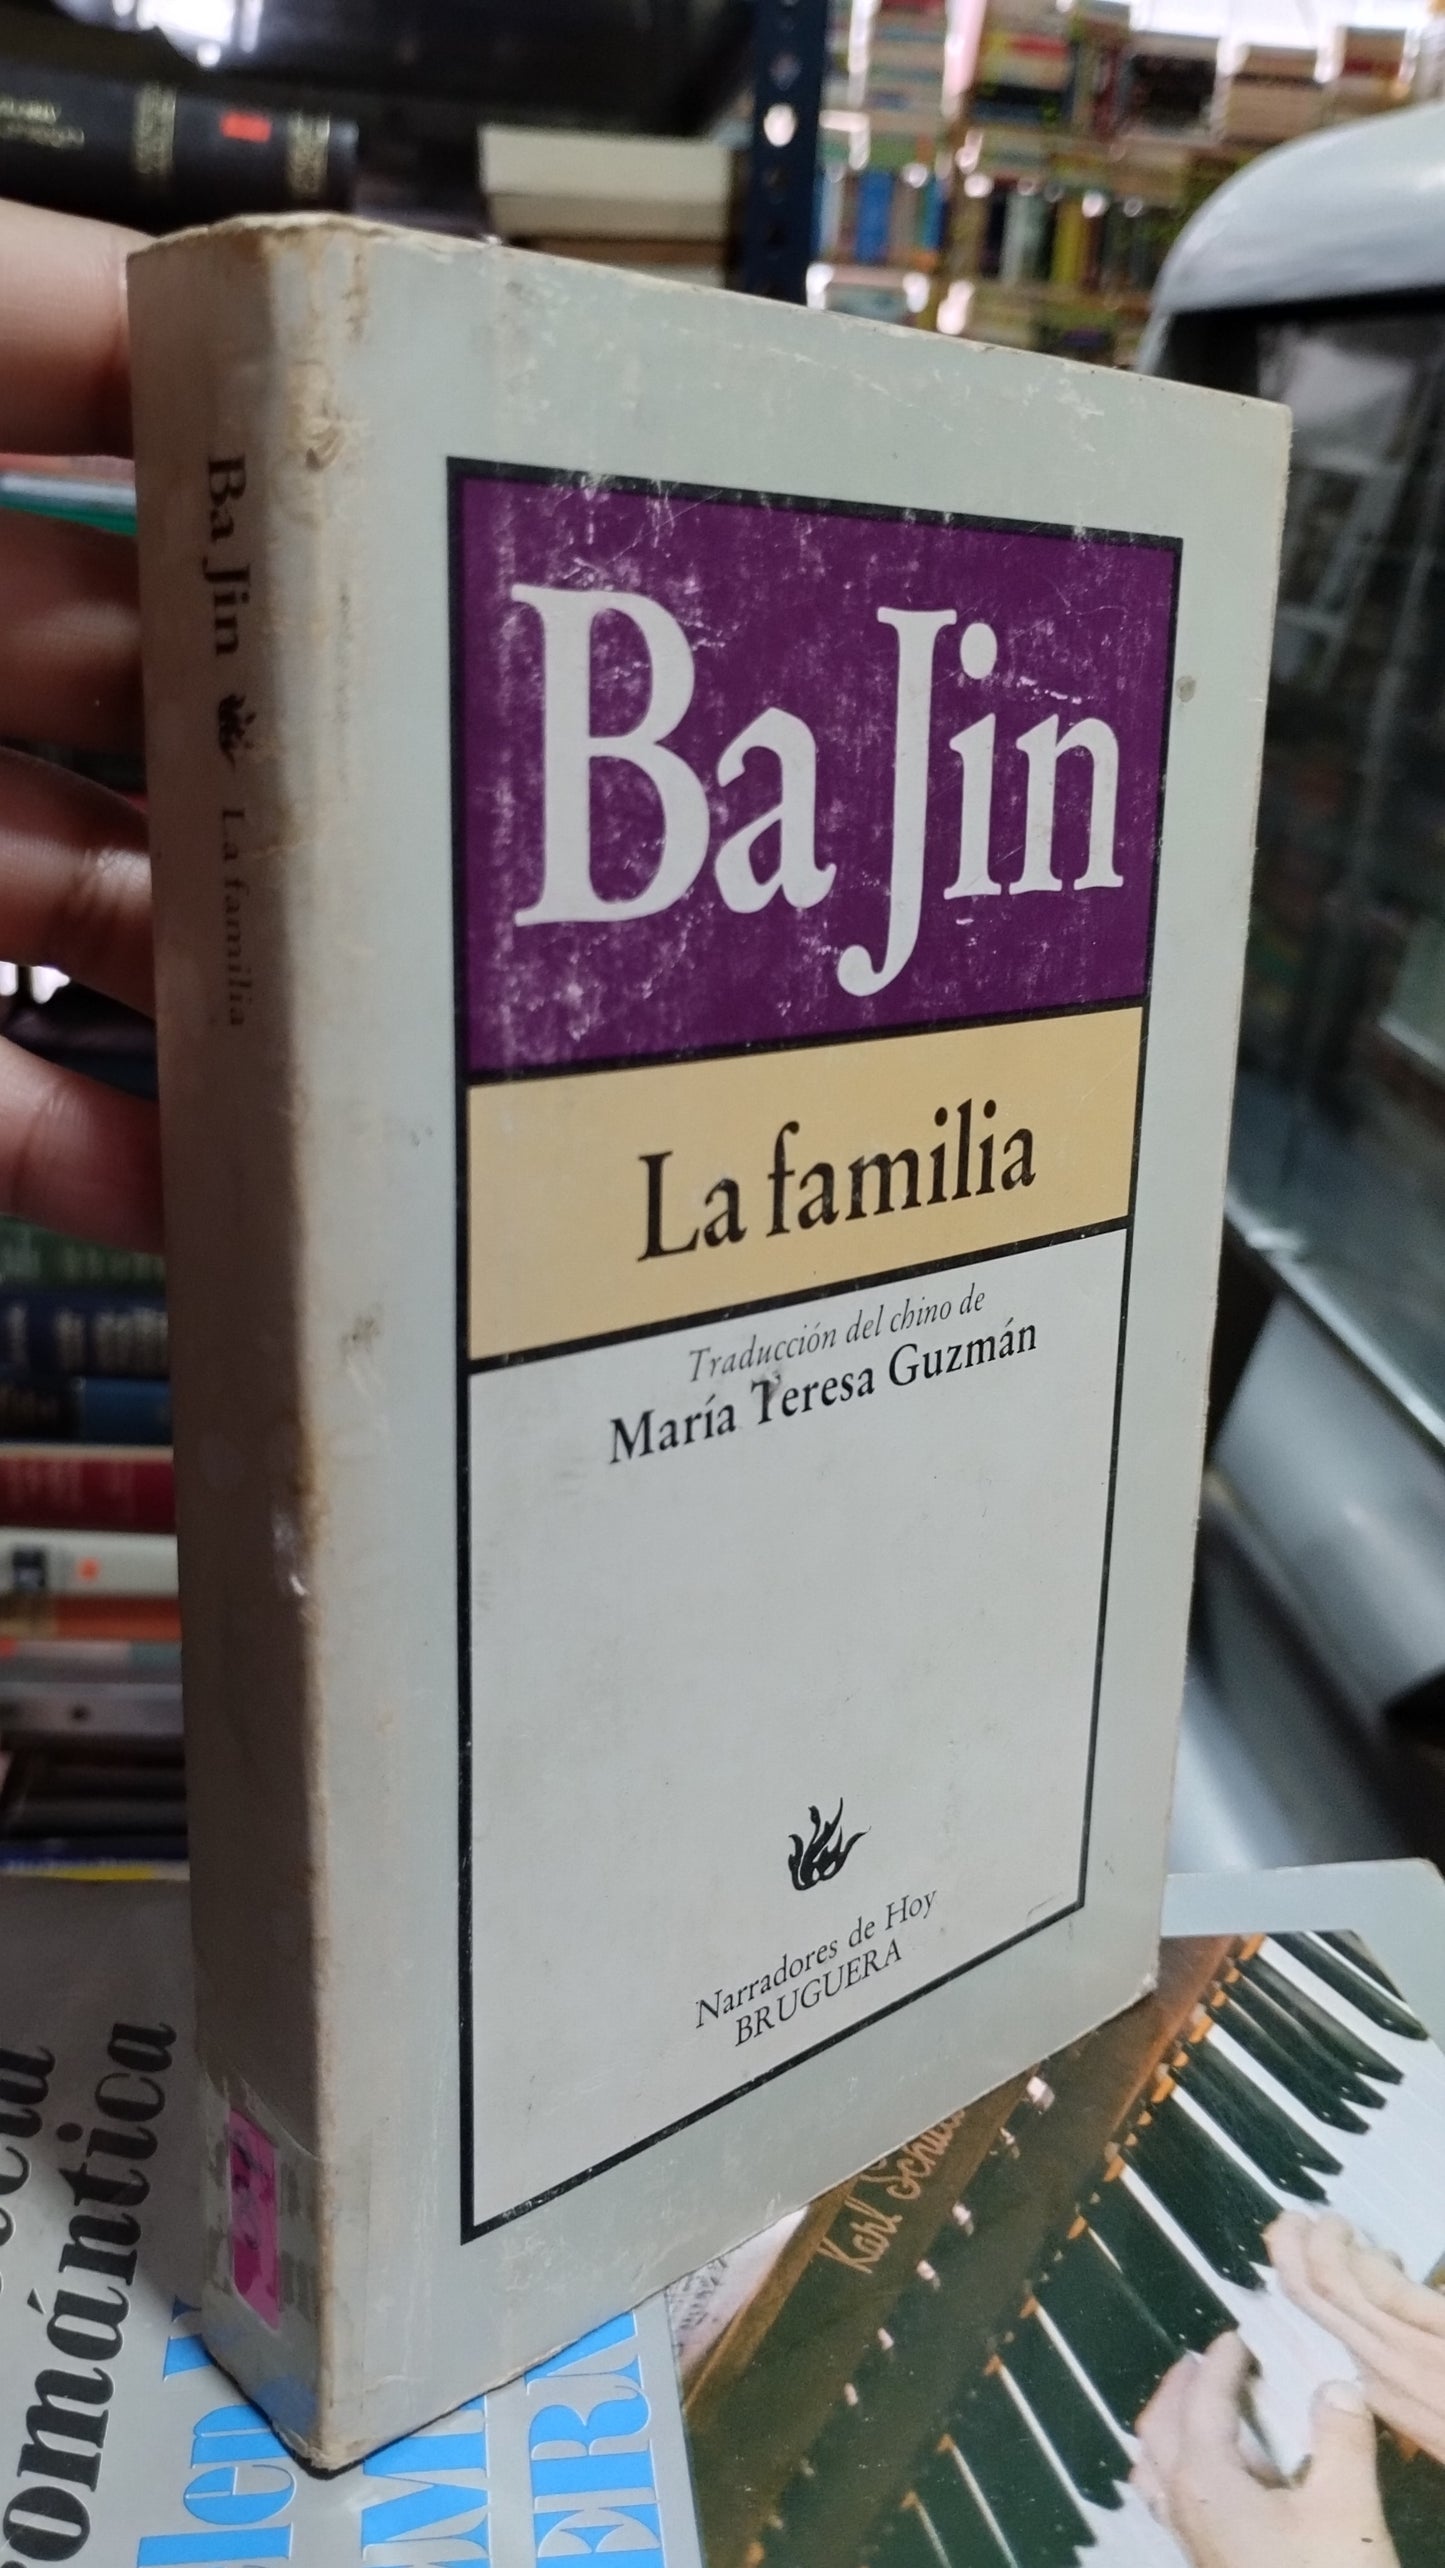 Ba Jin
La familia
Traducción del chino de
María Teresa Guzmán
Narradores de Hoy
BRUGUERA
Ba Jin La familia
romántica
Karl